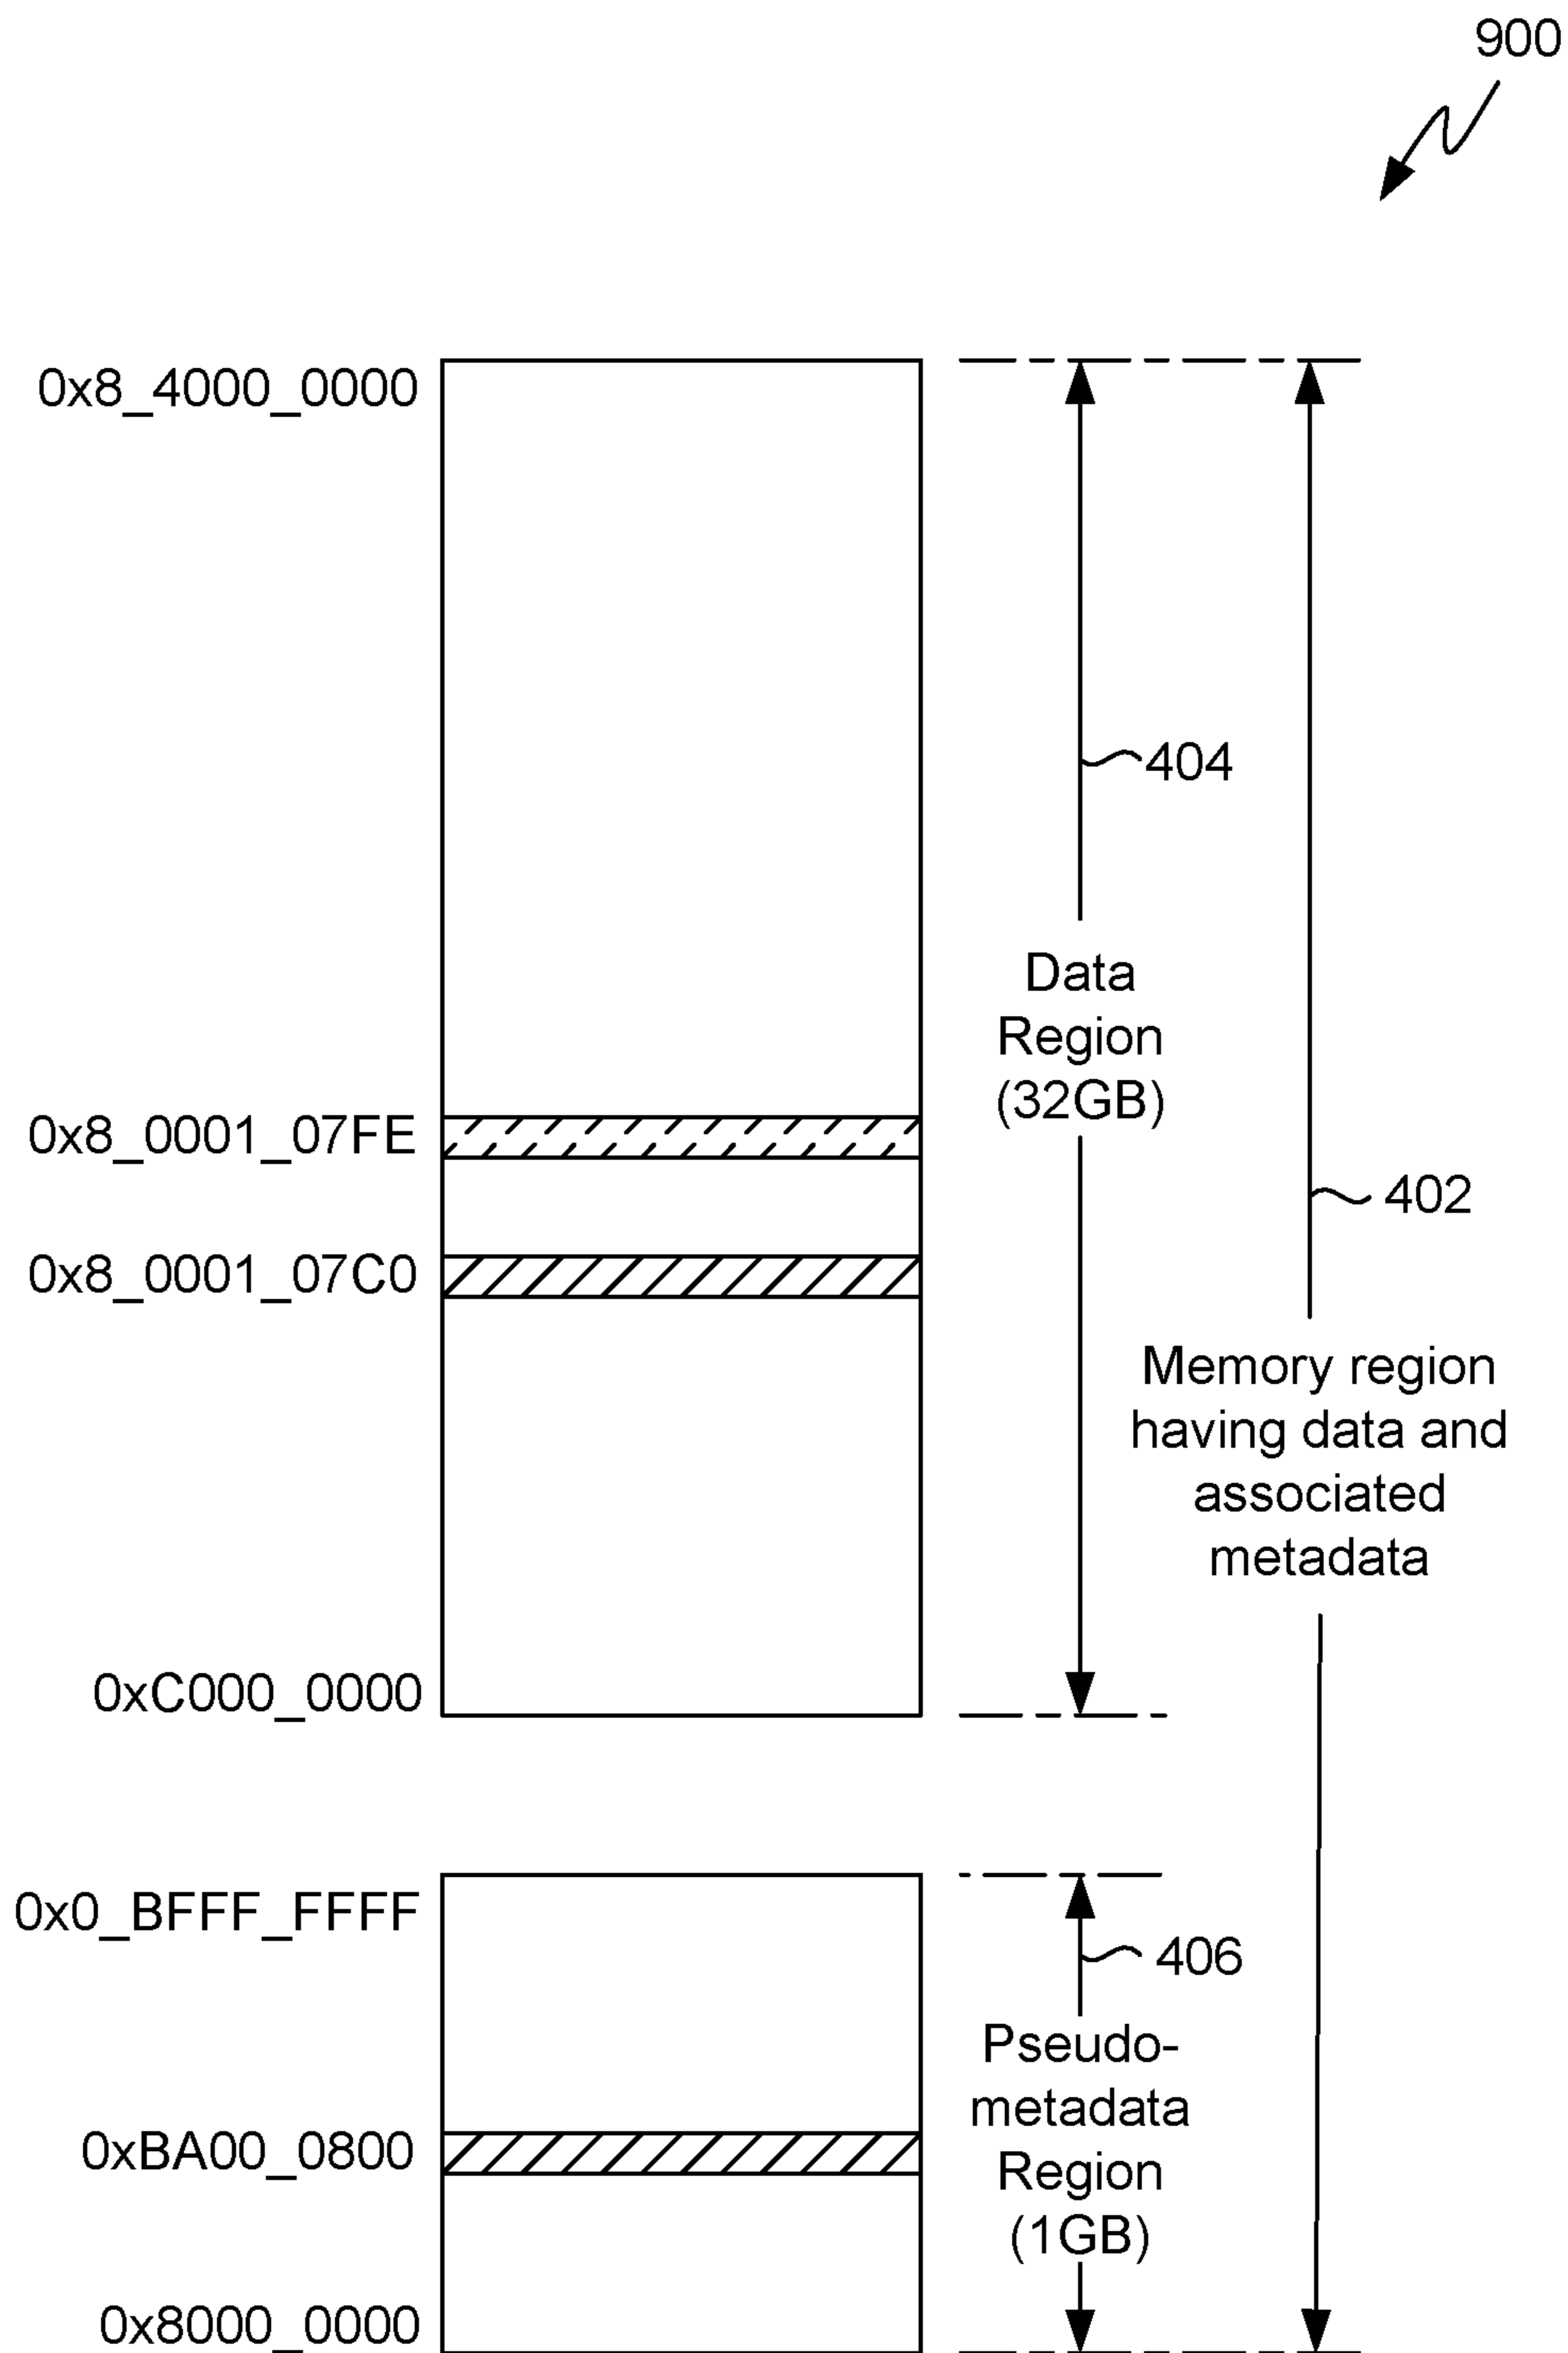 900
0x8_4000_0000
404
Data
Region
(32GB)
0x8_0001_07FE
402
0x8_0001_07C0
Memory region
having data and
associated
metadata
0xC000_0000
0x0_BFFF_FFFF
406
Pseudo-
metadata
Region
(1GB)
0xBA00_0800
0x8000_0000